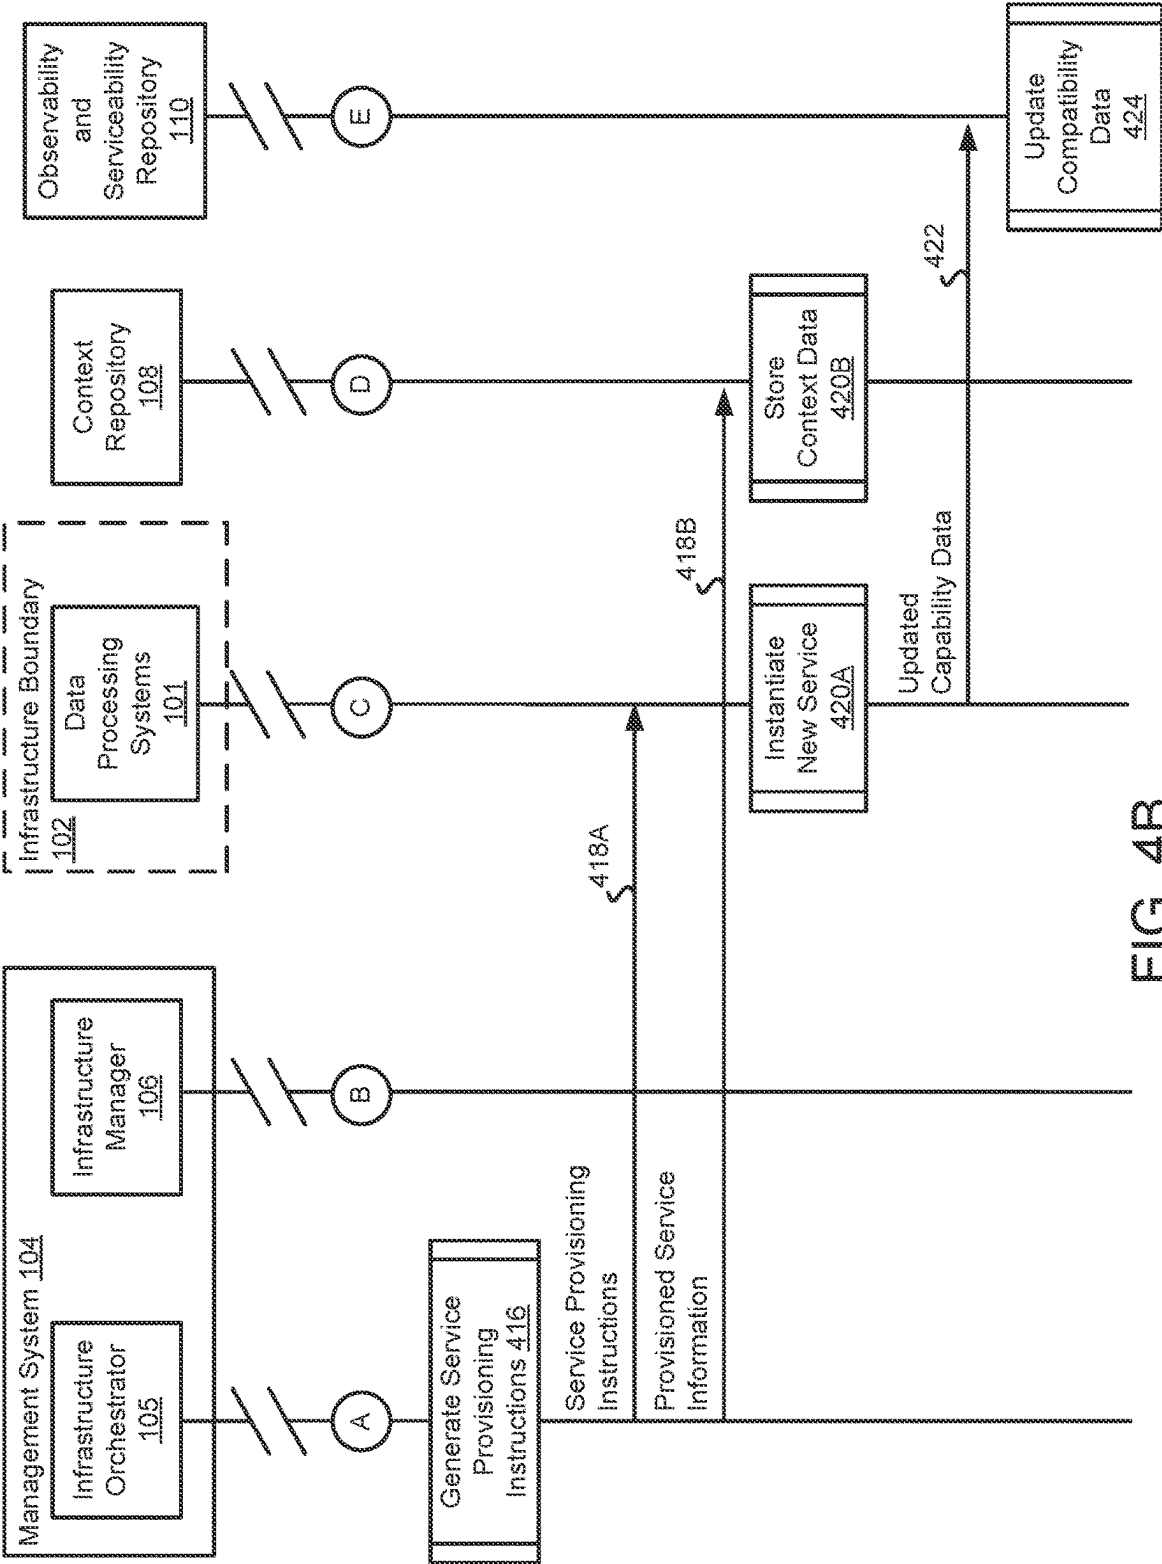 Management System 104
Infrastructure
Orchestrator
105
Infrastructure
Manager
106
Infrastructure Boundary
102
Data
Processing
Systems
101
Context
Repository
108
Observability
and
Serviceability
Repository
110
A
B
C
D
E
Generate Service
Provisioning
Instructions 416
Service Provisioning
Instructions
418A
Provisioned Service
Information
418B
Instantiate
New Service
420A
Store
Context Data
420B
Updated
Capability Data
422
Update
Compatibility
Data
424
FIG. 4B